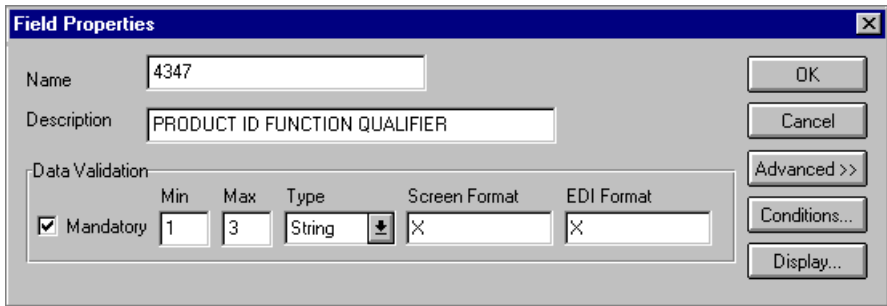 Field Properties
Name 4347 OK
Description PRODUCT ID FUNCTION QUALIFIER Cancel
Data Validation Advanced >>
Min Max Type Screen Format EDI Format
Mandatory 1 3 String X X Conditions...
Display...